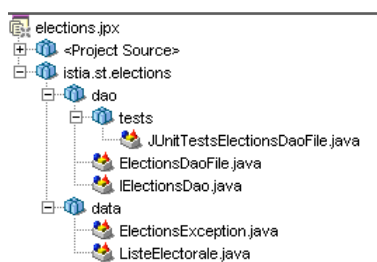 elections.jpx
<Project Source>
istia.st.elections
dao
tests
JUnitTestsElectionsDaoFile.java
ElectionsDaoFile.java
IElectionsDao.java
data
ElectionsException.java
ListeElectorale.java